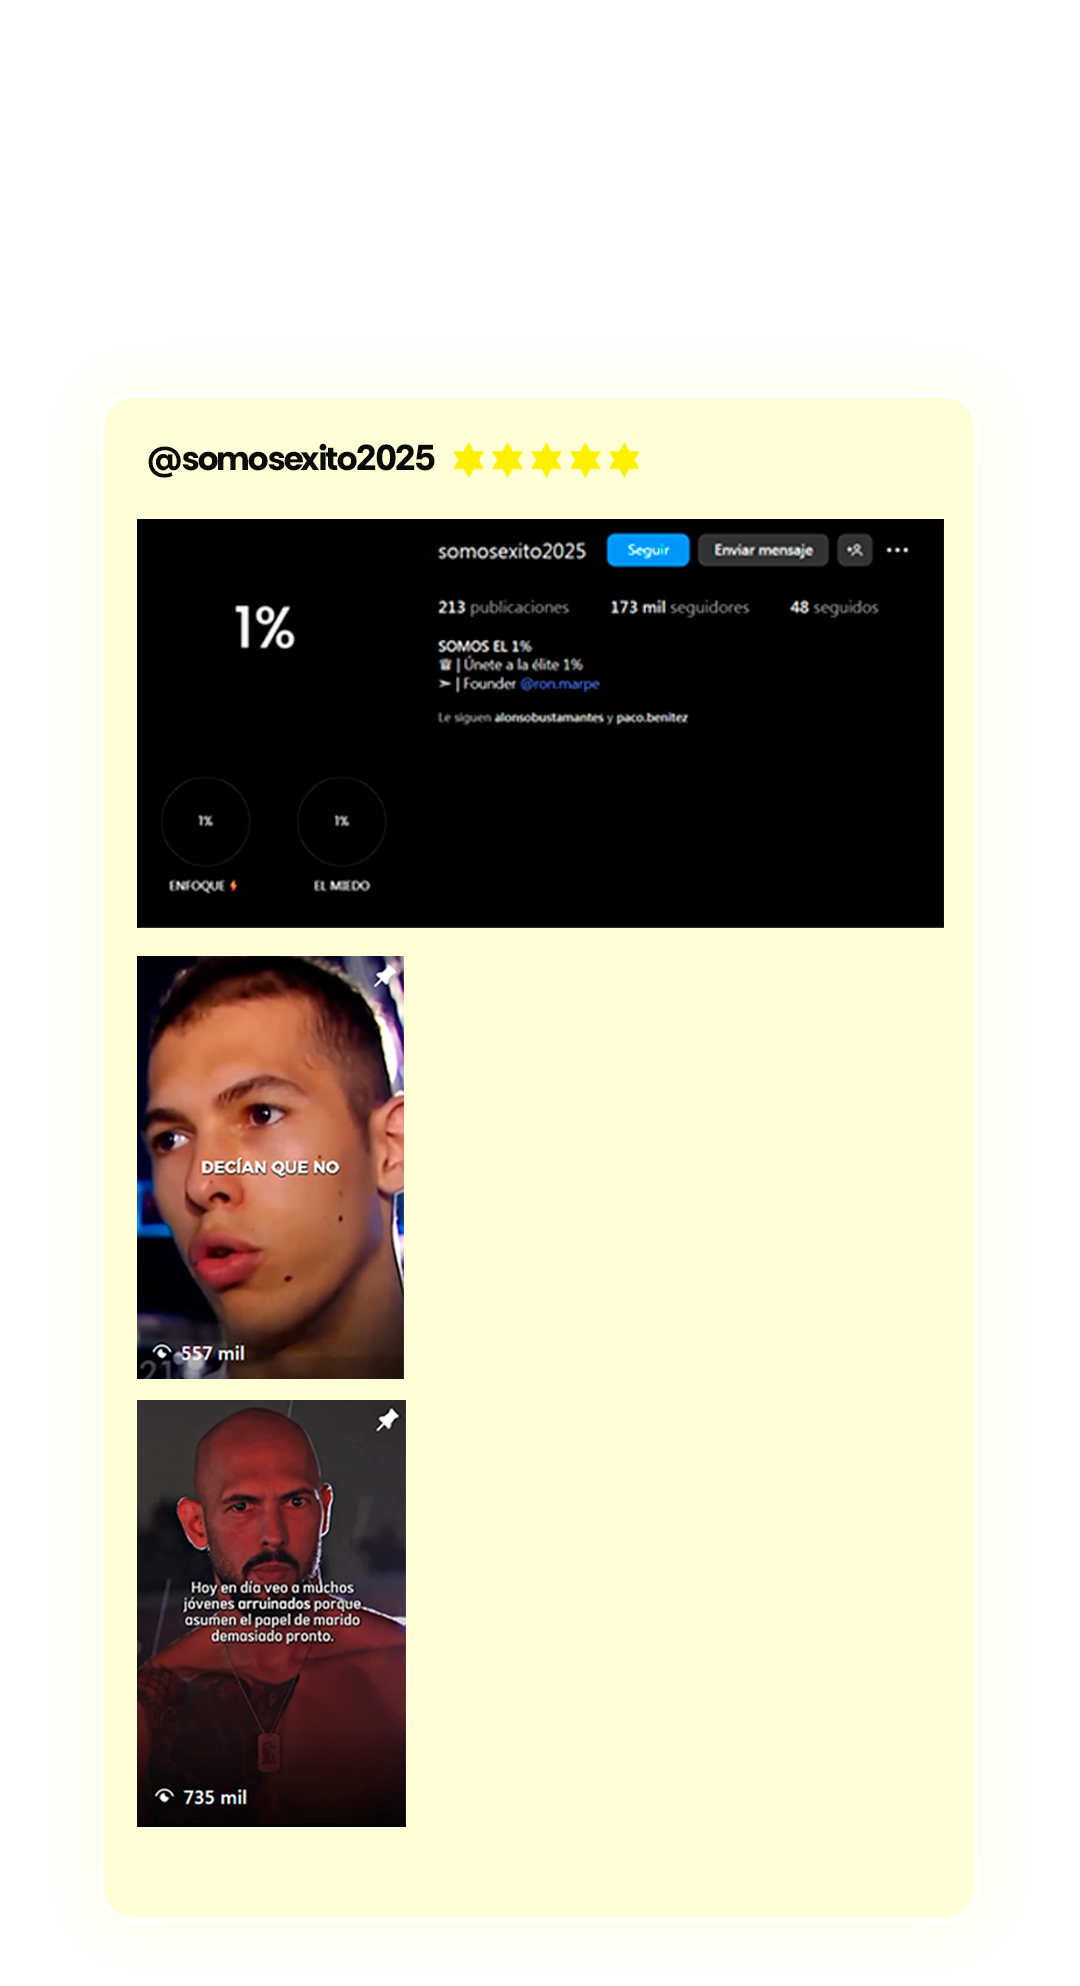 @somosexito2025
somosexito2025 Seguir Enviar mensaje
1%
213 publicaciones 173 mil seguidores 48 seguidos
SOMOS EL 1%
| Únete a la élite 1%
| Founder @ron.marpe
Le siguen alonsobustamantes y paco.benitez
1% 1%
ENFOQUE EL MIEDO
DECÍAN QUE NO
557 mil
Hoy en día veo a muchos
jóvenes arruinados porque
asumen el papel de marido
demasiado pronto.
735 mil